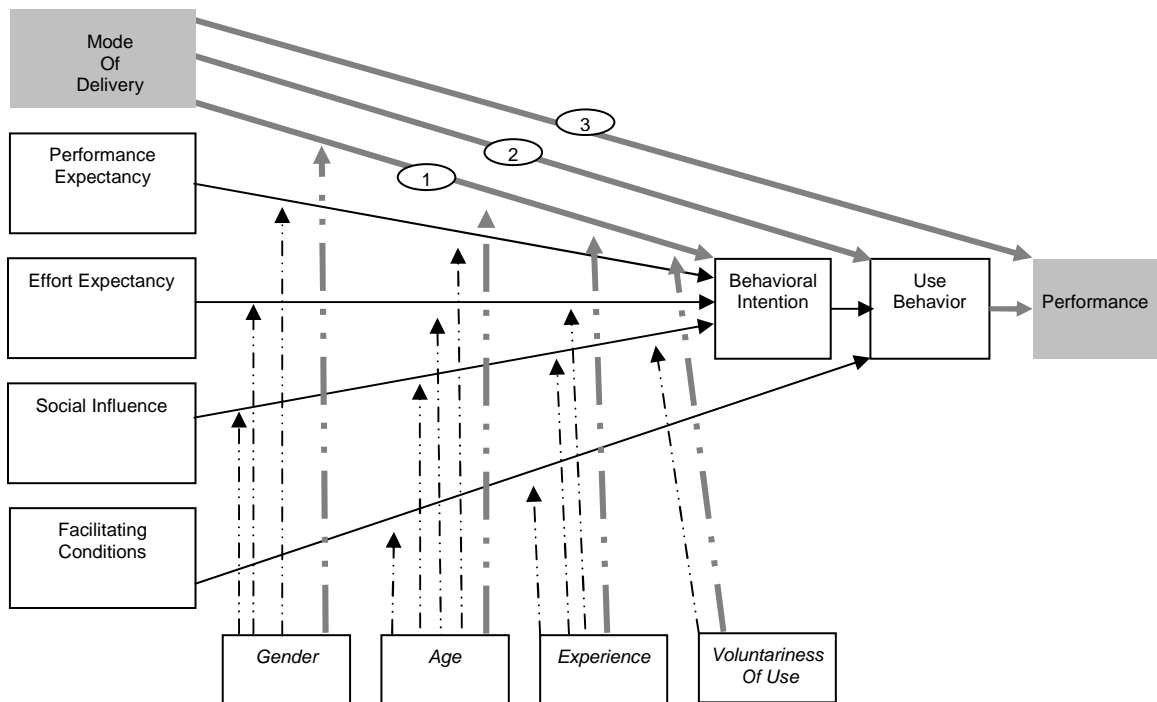 Mode
Of
Delivery
3
2
1
Performance
Expectancy
Effort Expectancy
Behavioral
Intention
Use
Behavior
Performance
Social Influence
Facilitating
Conditions
Gender
Age
Experience
Voluntariness
Of Use